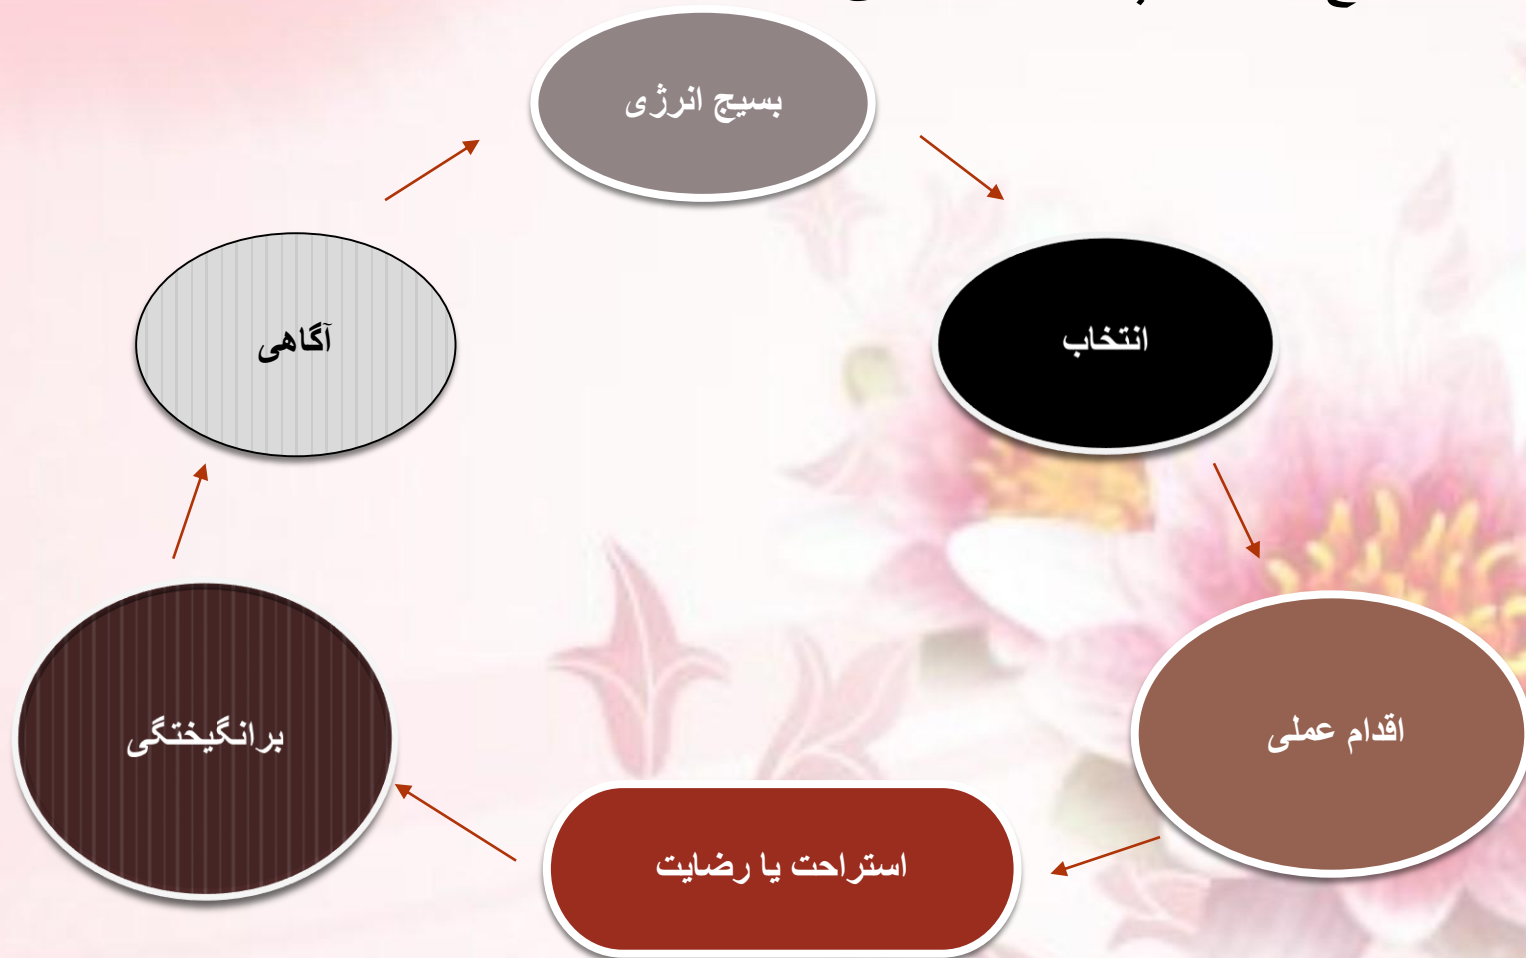 بسیج انرژی
انتخاب
آگاهی
برانگیختگی
اقدام عملی
استراحت یا رضایت